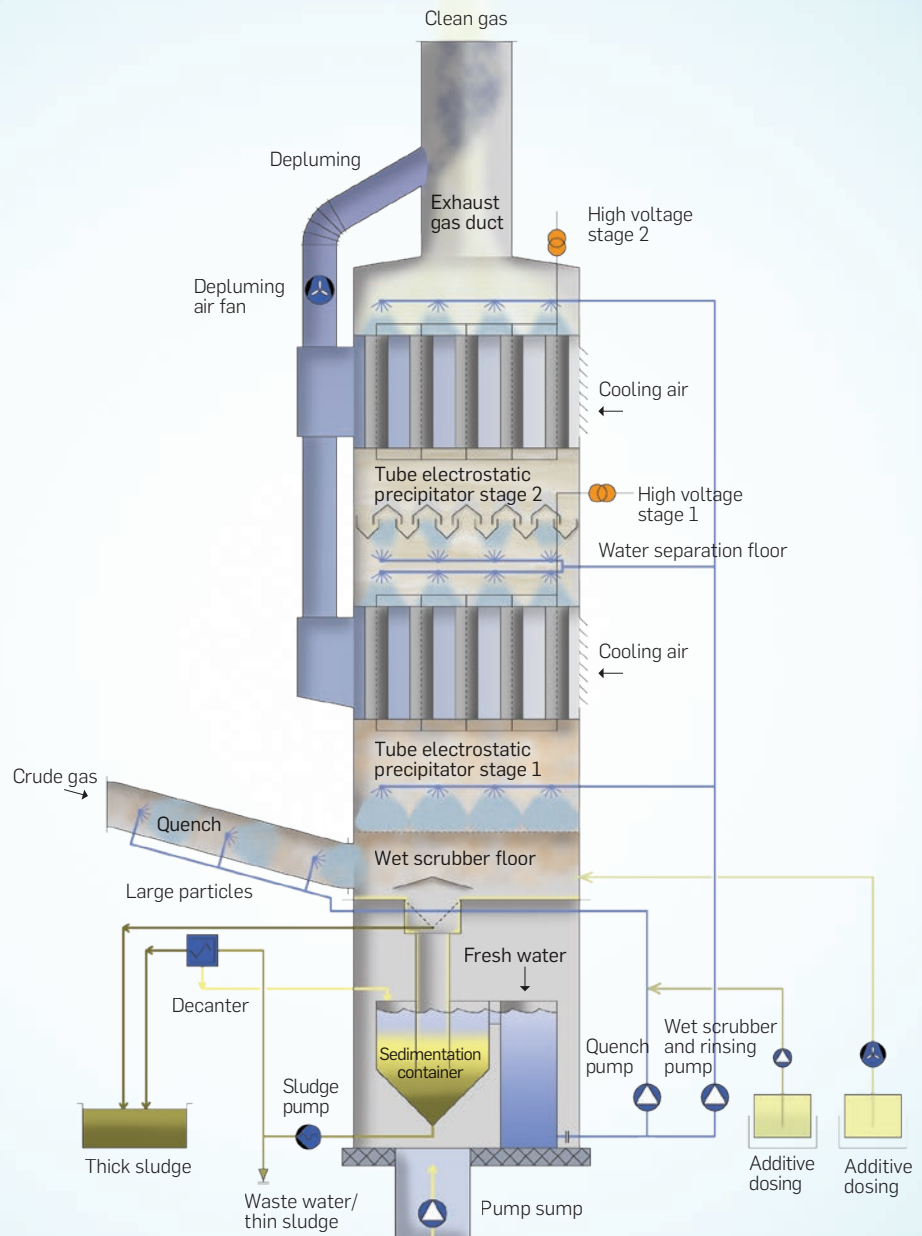 Clean gas
Depluming
Exhaust
gas duct
High voltage
stage 2
Depluming
air fan
Cooling air
Tube electrostatic
precipitator stage 2
High voltage
stage 1
Water separation floor
Cooling air
Tube electrostatic
precipitator stage 1
Crude gas
Quench
Wet scrubber floor
Large particles
Fresh water
Decanter
Sedimentation
container
Quench
pump
Wet scrubber
and rinsing
pump
Sludge
pump
Thick sludge
Waste water/
thin sludge
Pump sump
Additive
dosing
Additive
dosing